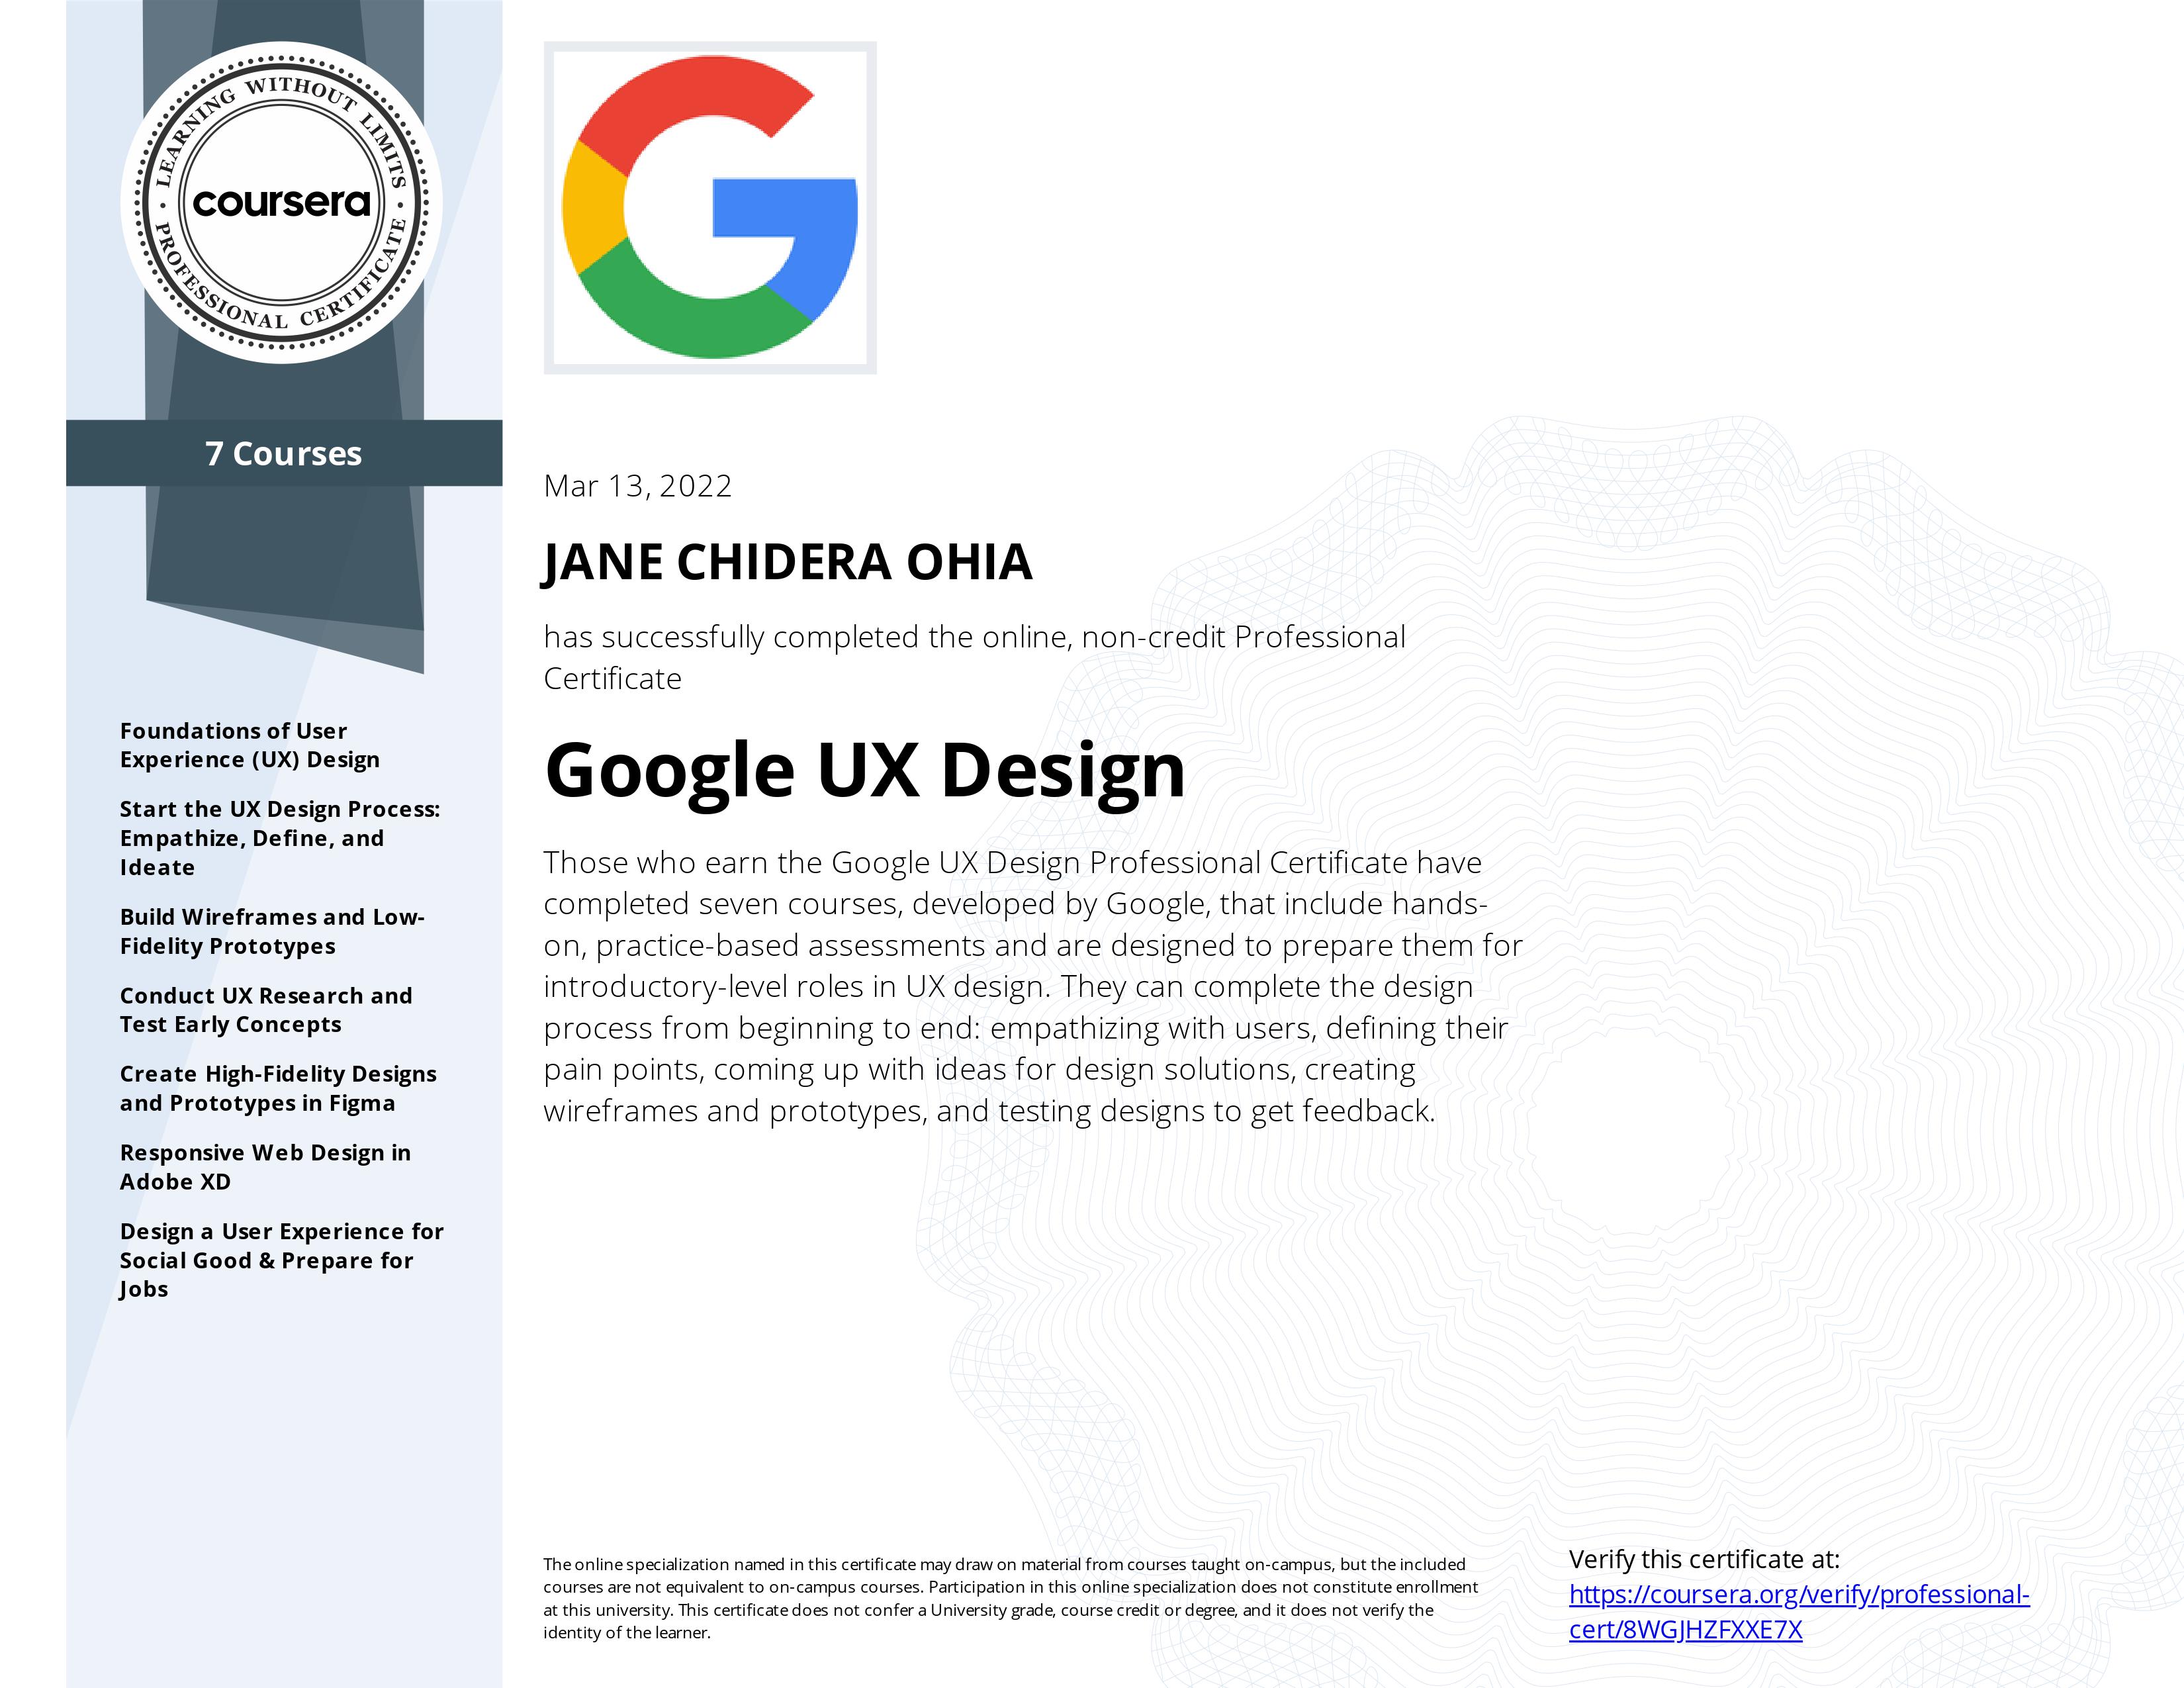 LEARNING WITHOUT LIMITS
coursera
PROFESSIONAL CERTIFICATE
7 Courses
Foundations of User
Experience (UX) Design
Start the UX Design Process:
Empathize, Define, and
Ideate
Build Wireframes and Low-
Fidelity Prototypes
Conduct UX Research and
Test Early Concepts
Create High-Fidelity Designs
and Prototypes in Figma
Responsive Web Design in
Adobe XD
Design a User Experience for
Social Good & Prepare for
Jobs
Mar 13, 2022
JANE CHIDERA OHIA
has successfully completed the online, non-credit Professional
Certificate
Google UX Design
Those who earn the Google UX Design Professional Certificate have
completed seven courses, developed by Google, that include hands-
on, practice-based assessments and are designed to prepare them for
introductory-level roles in UX design. They can complete the design
process from beginning to end: empathizing with users, defining their
pain points, coming up with ideas for design solutions, creating
wireframes and prototypes, and testing designs to get feedback.
The online specialization named in this certificate may draw on material from courses taught on-campus, but the included
courses are not equivalent to on-campus courses. Participation in this online specialization does not constitute enrollment
at this university. This certificate does not confer a University grade, course credit or degree, and it does not verify the
identity of the learner.
Verify this certificate at:
https://coursera.org/verify/professional-
cert/8WGJHZFXXE7X